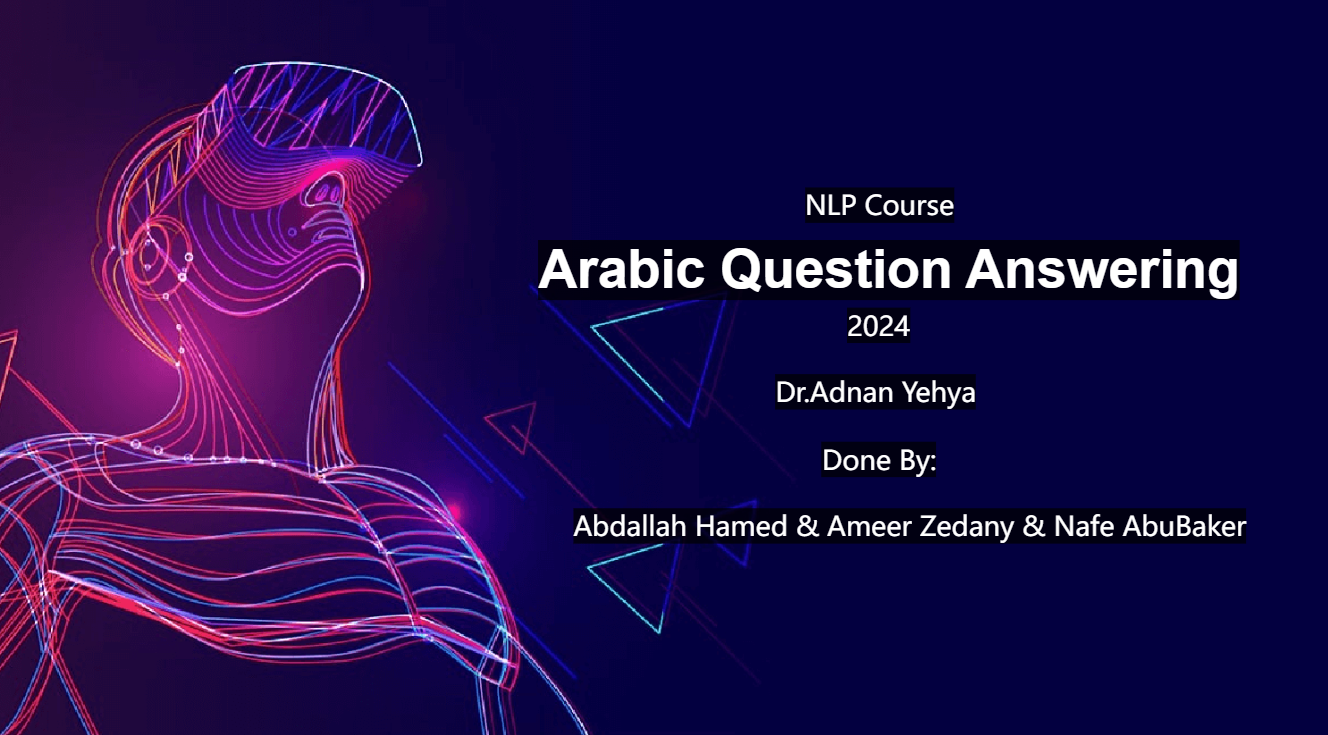 NLP Course
Arabic Question Answering
2024
Dr.Adnan Yehya
Done By:
Abdallah Hamed & Ameer Zedany & Nafe AbuBaker